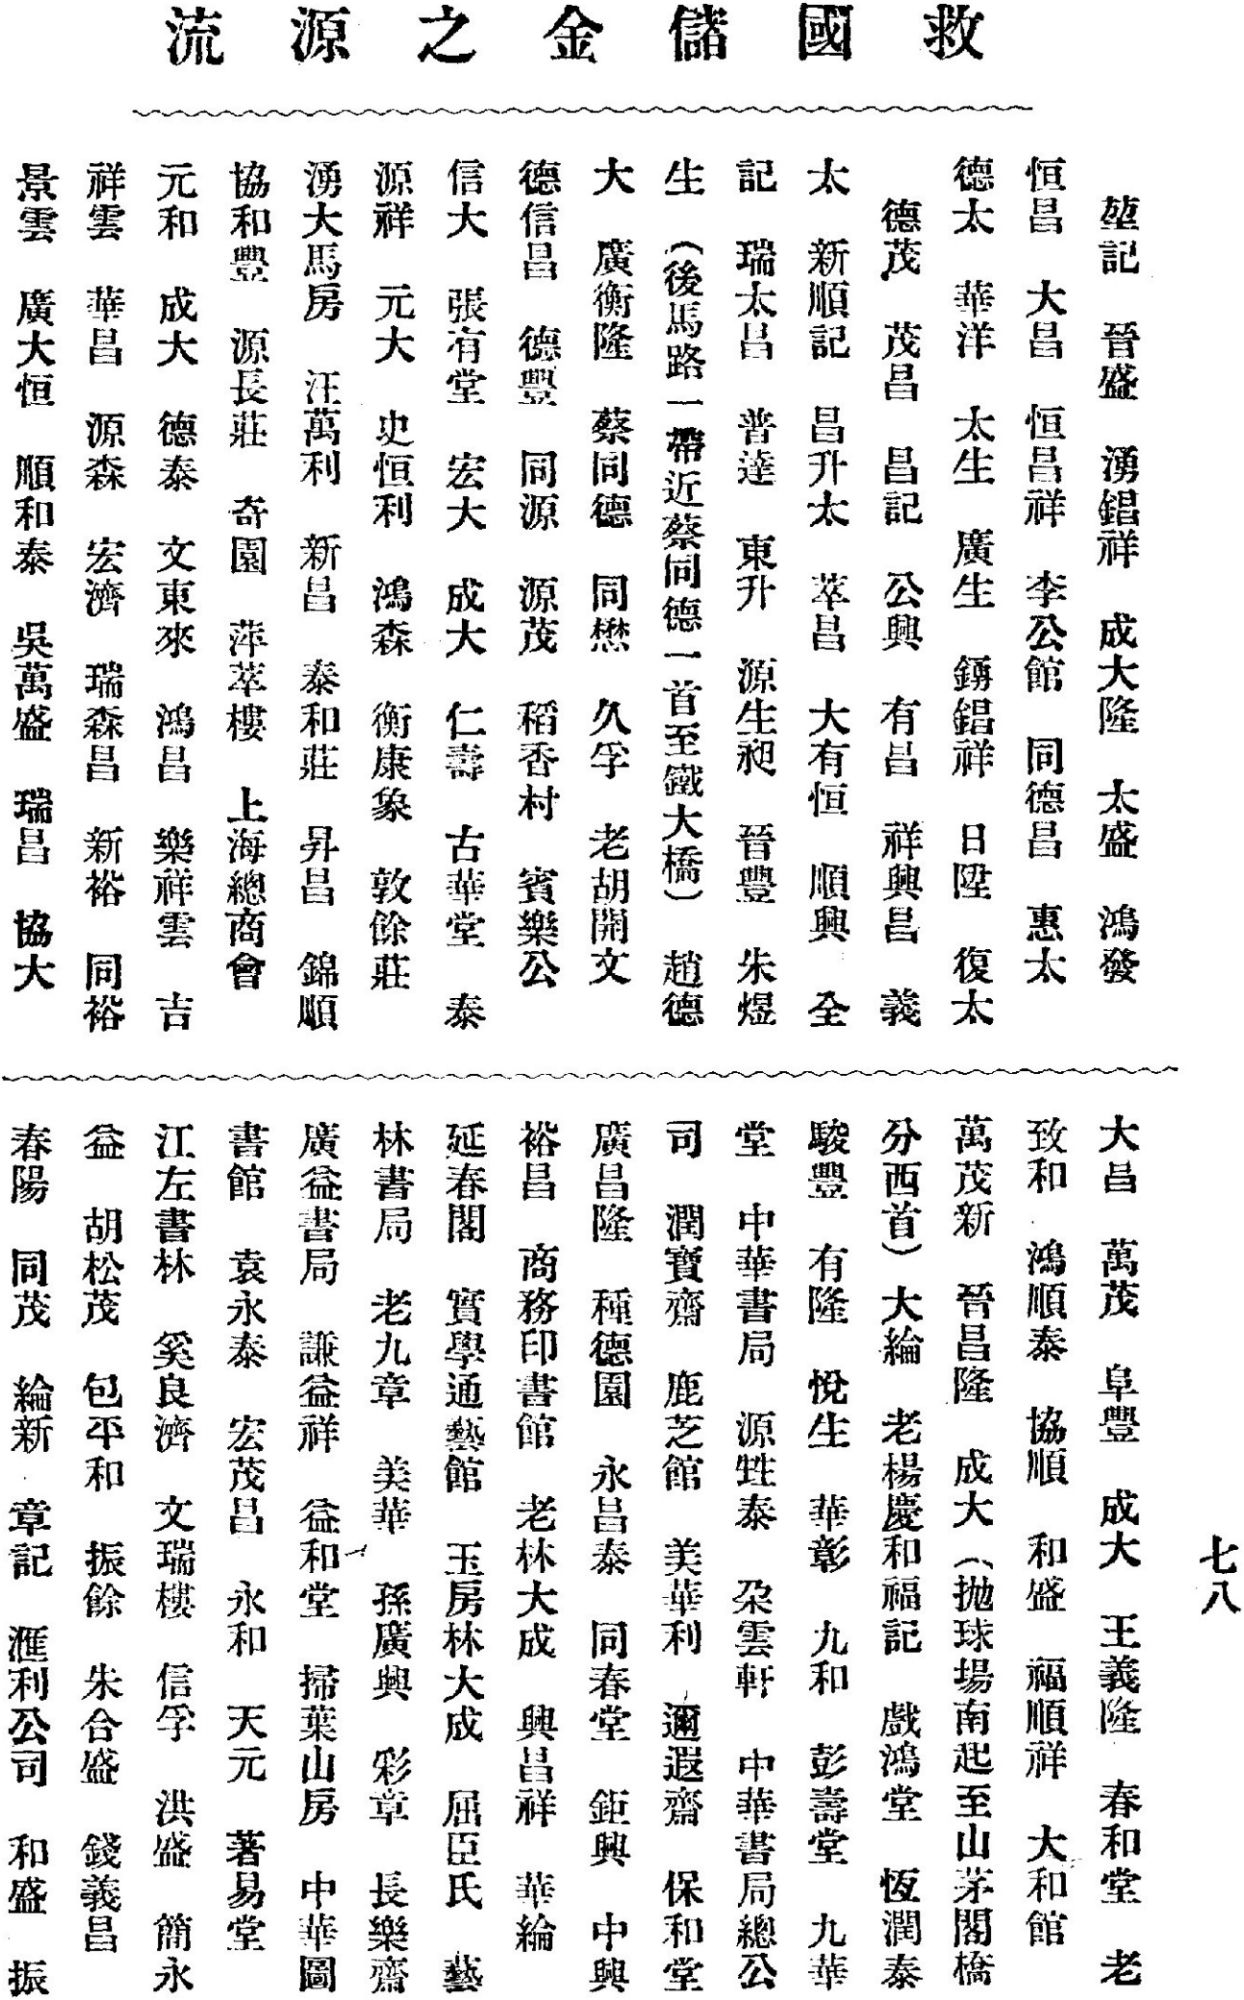 救國儲金之源流
堃記 晉盛 湧錩祥 成大隆 太盛 鴻發
恒昌 大昌 恒昌祥 李公館 同德昌 惠太
德太 華洋 太生 廣生 錫錩祥 日陞 復太
德茂 茂昌 昌記 公興 有昌 祥興昌 義
太 新順記 昌升太 萃昌 大有恒 順興 全
記 瑞太昌 普達 東升 源生昶 晉豐 朱煜
生 (後馬路一帶近蔡同德一首至鐵大橋) 趙德
大 廣衡隆 蔡同德 同懋 久孚 老胡開文
德信昌 德豐 同源 源茂 稻香村 賓樂公
信大 張有堂 宏大 成大 仁壽 古華堂 泰
源祥 元大 史恒利 鴻森 衡康象 敦餘莊
湧大馬房 汪萬利 新昌 泰和莊 昇昌 錦順
協和豐 源長莊 奇園 萍萃樓 上海總商會
元和 成大 德泰 文東來 鴻昌 樂祥雲 吉
祥雲 華昌 源森 宏濟 瑞森昌 新裕 同裕
景雲 廣大恒 順和泰 吳萬盛 瑞昌 協大
七八
大昌 萬茂 阜豐 成大 王義隆 春和堂 老
致和 鴻順泰 協順 和盛 福順祥 大和館
萬茂新 晉昌隆 成大 (拋球場南起至山茅閣橋
分西首) 大綸 老楊慶和福記 戲鴻堂 恆潤泰
駿豐 有隆 悅生 華彰 九和 彭壽堂 九華
堂 中華書局 源甡泰 朶雲軒 中華書局總公
司 潤寶齋 鹿芝館 美華利 邇遐齋 保和堂
廣昌隆 種德園 永昌泰 同春堂 鉅興 中興
裕昌 商務印書館 老林大成 興昌祥 華綸
延春閣 實學通藝館 玉房林大成 屈臣氏 藝
林書局 老九章 美華 孫廣興 彩章 長樂齋
廣益書局 謙益祥 益和堂 掃葉山房 中華圖
書館 袁永泰 宏茂昌 永和 天元 著易堂
江左書林 奚良濟 文瑞樓 信孚 洪盛 簡永
益 胡松茂 包平和 振餘 朱合盛 錢義昌
春陽 同茂 綸新 章記 滙利公司 和盛 振